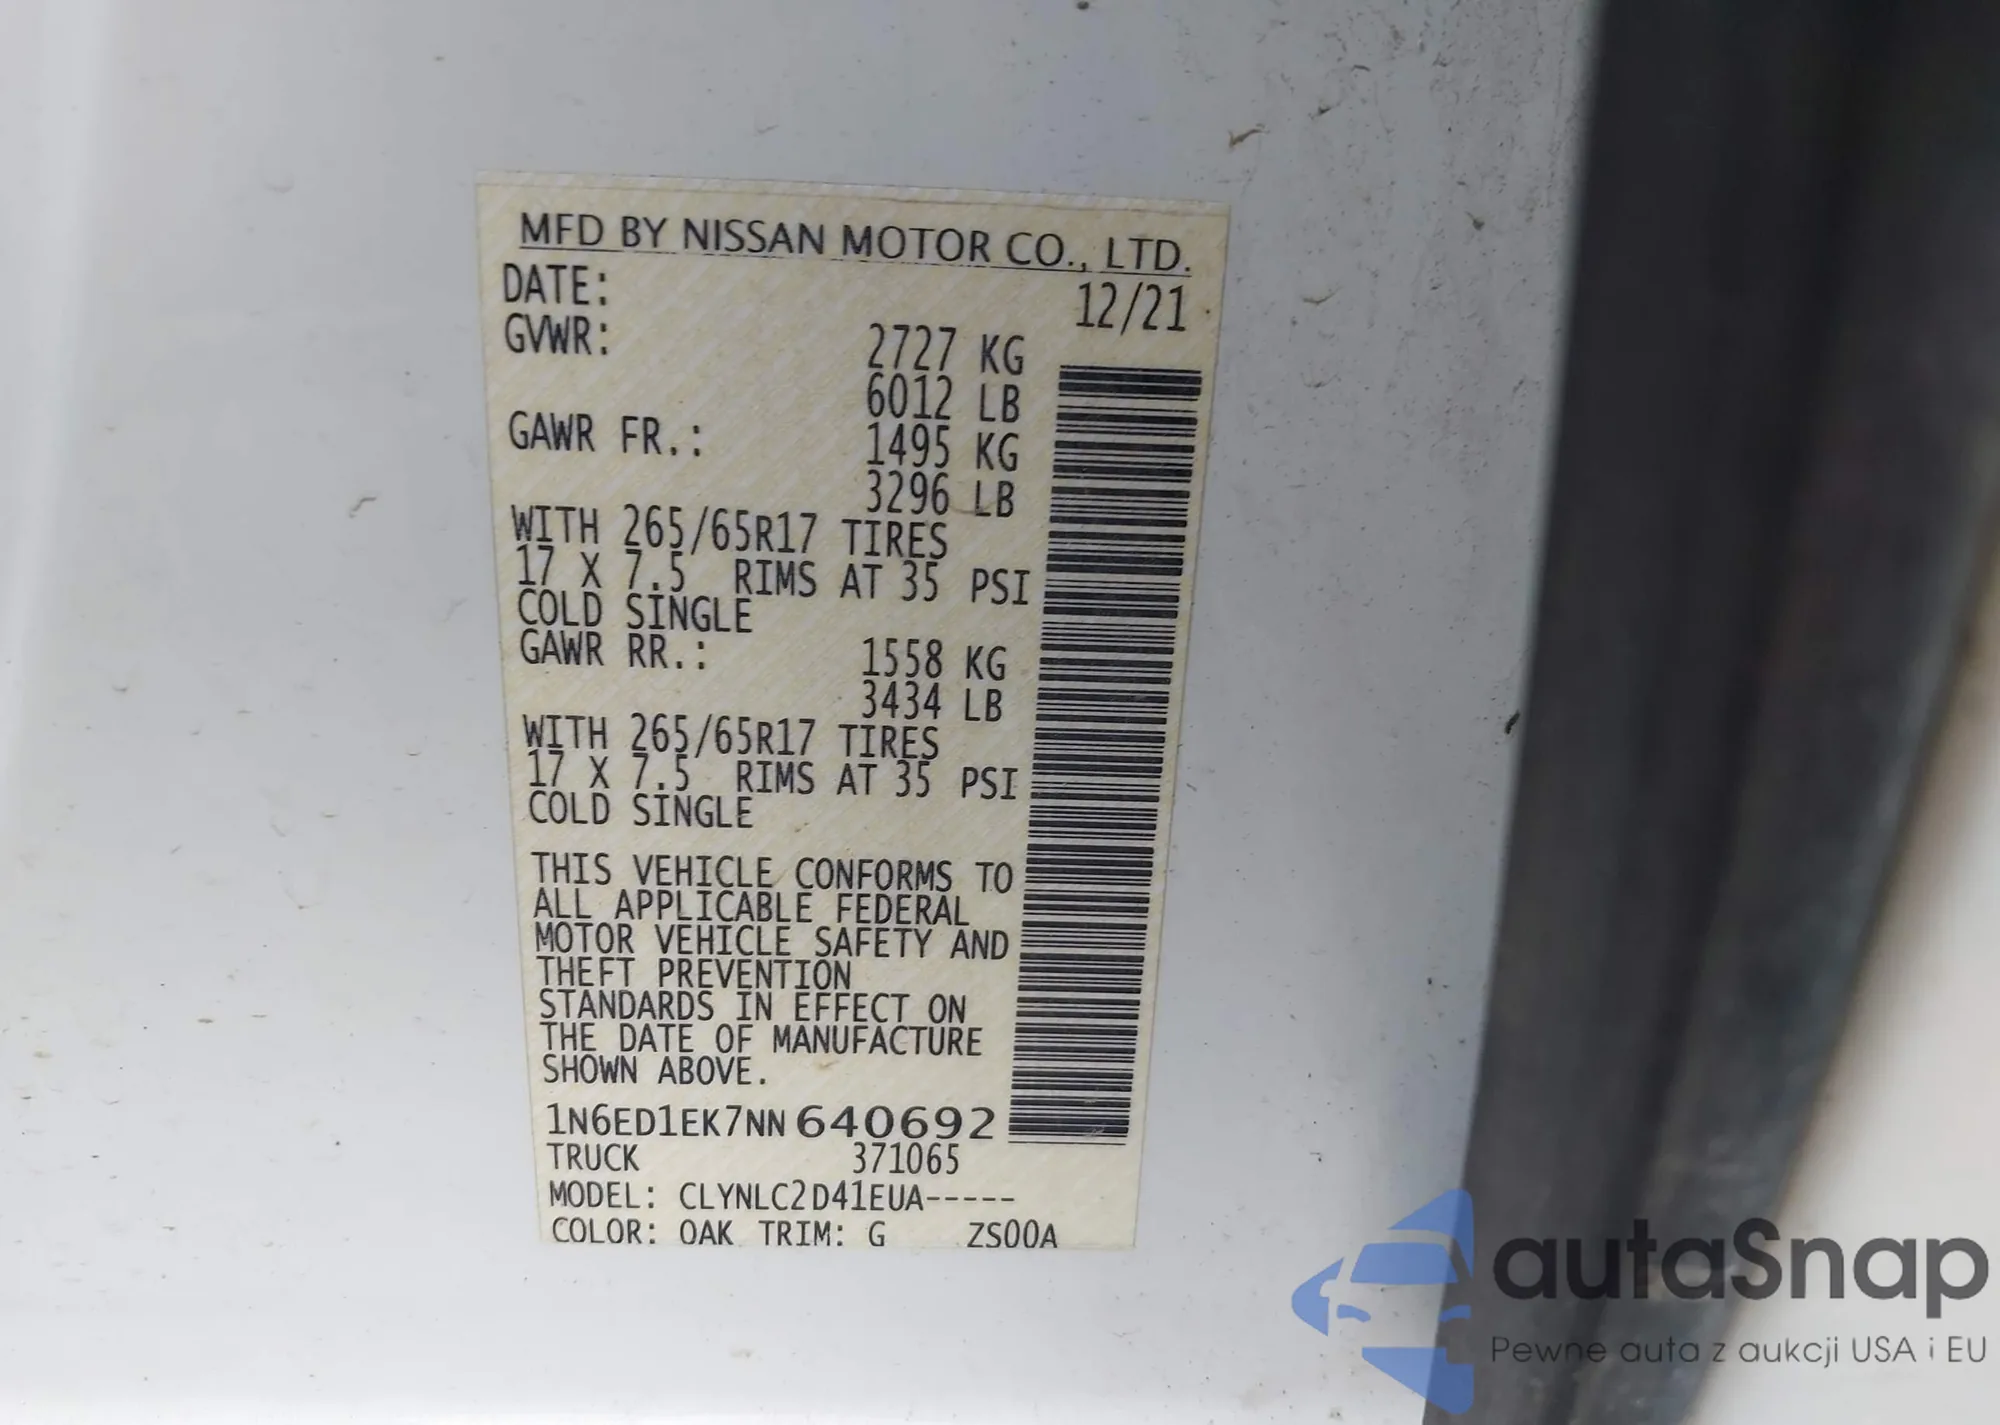 MFD BY NISSAN MOTOR CO., LTD.
DATE: 12/21
GVWR: 2727 KG
6012 LB
GAWR FR.: 1495 KG
3296 LB
WITH 265/65R17 TIRES
17 X 7.5 RIMS AT 35 PSI
COLD SINGLE
GAWR RR.: 1558 KG
3434 LB
WITH 265/65R17 TIRES
17 X 7.5 RIMS AT 35 PSI
COLD SINGLE
THIS VEHICLE CONFORMS TO
ALL APPLICABLE FEDERAL
MOTOR VEHICLE SAFETY AND
THEFT PREVENTION
STANDARDS IN EFFECT ON
THE DATE OF MANUFACTURE
SHOWN ABOVE.
1N6ED1EK7NN640692
TRUCK 371065
MODEL: CLYNLC2D41EUA-----
COLOR: QAK TRIM: G ZS00A
autaSnap
Pewne auta z aukcji USA i EU